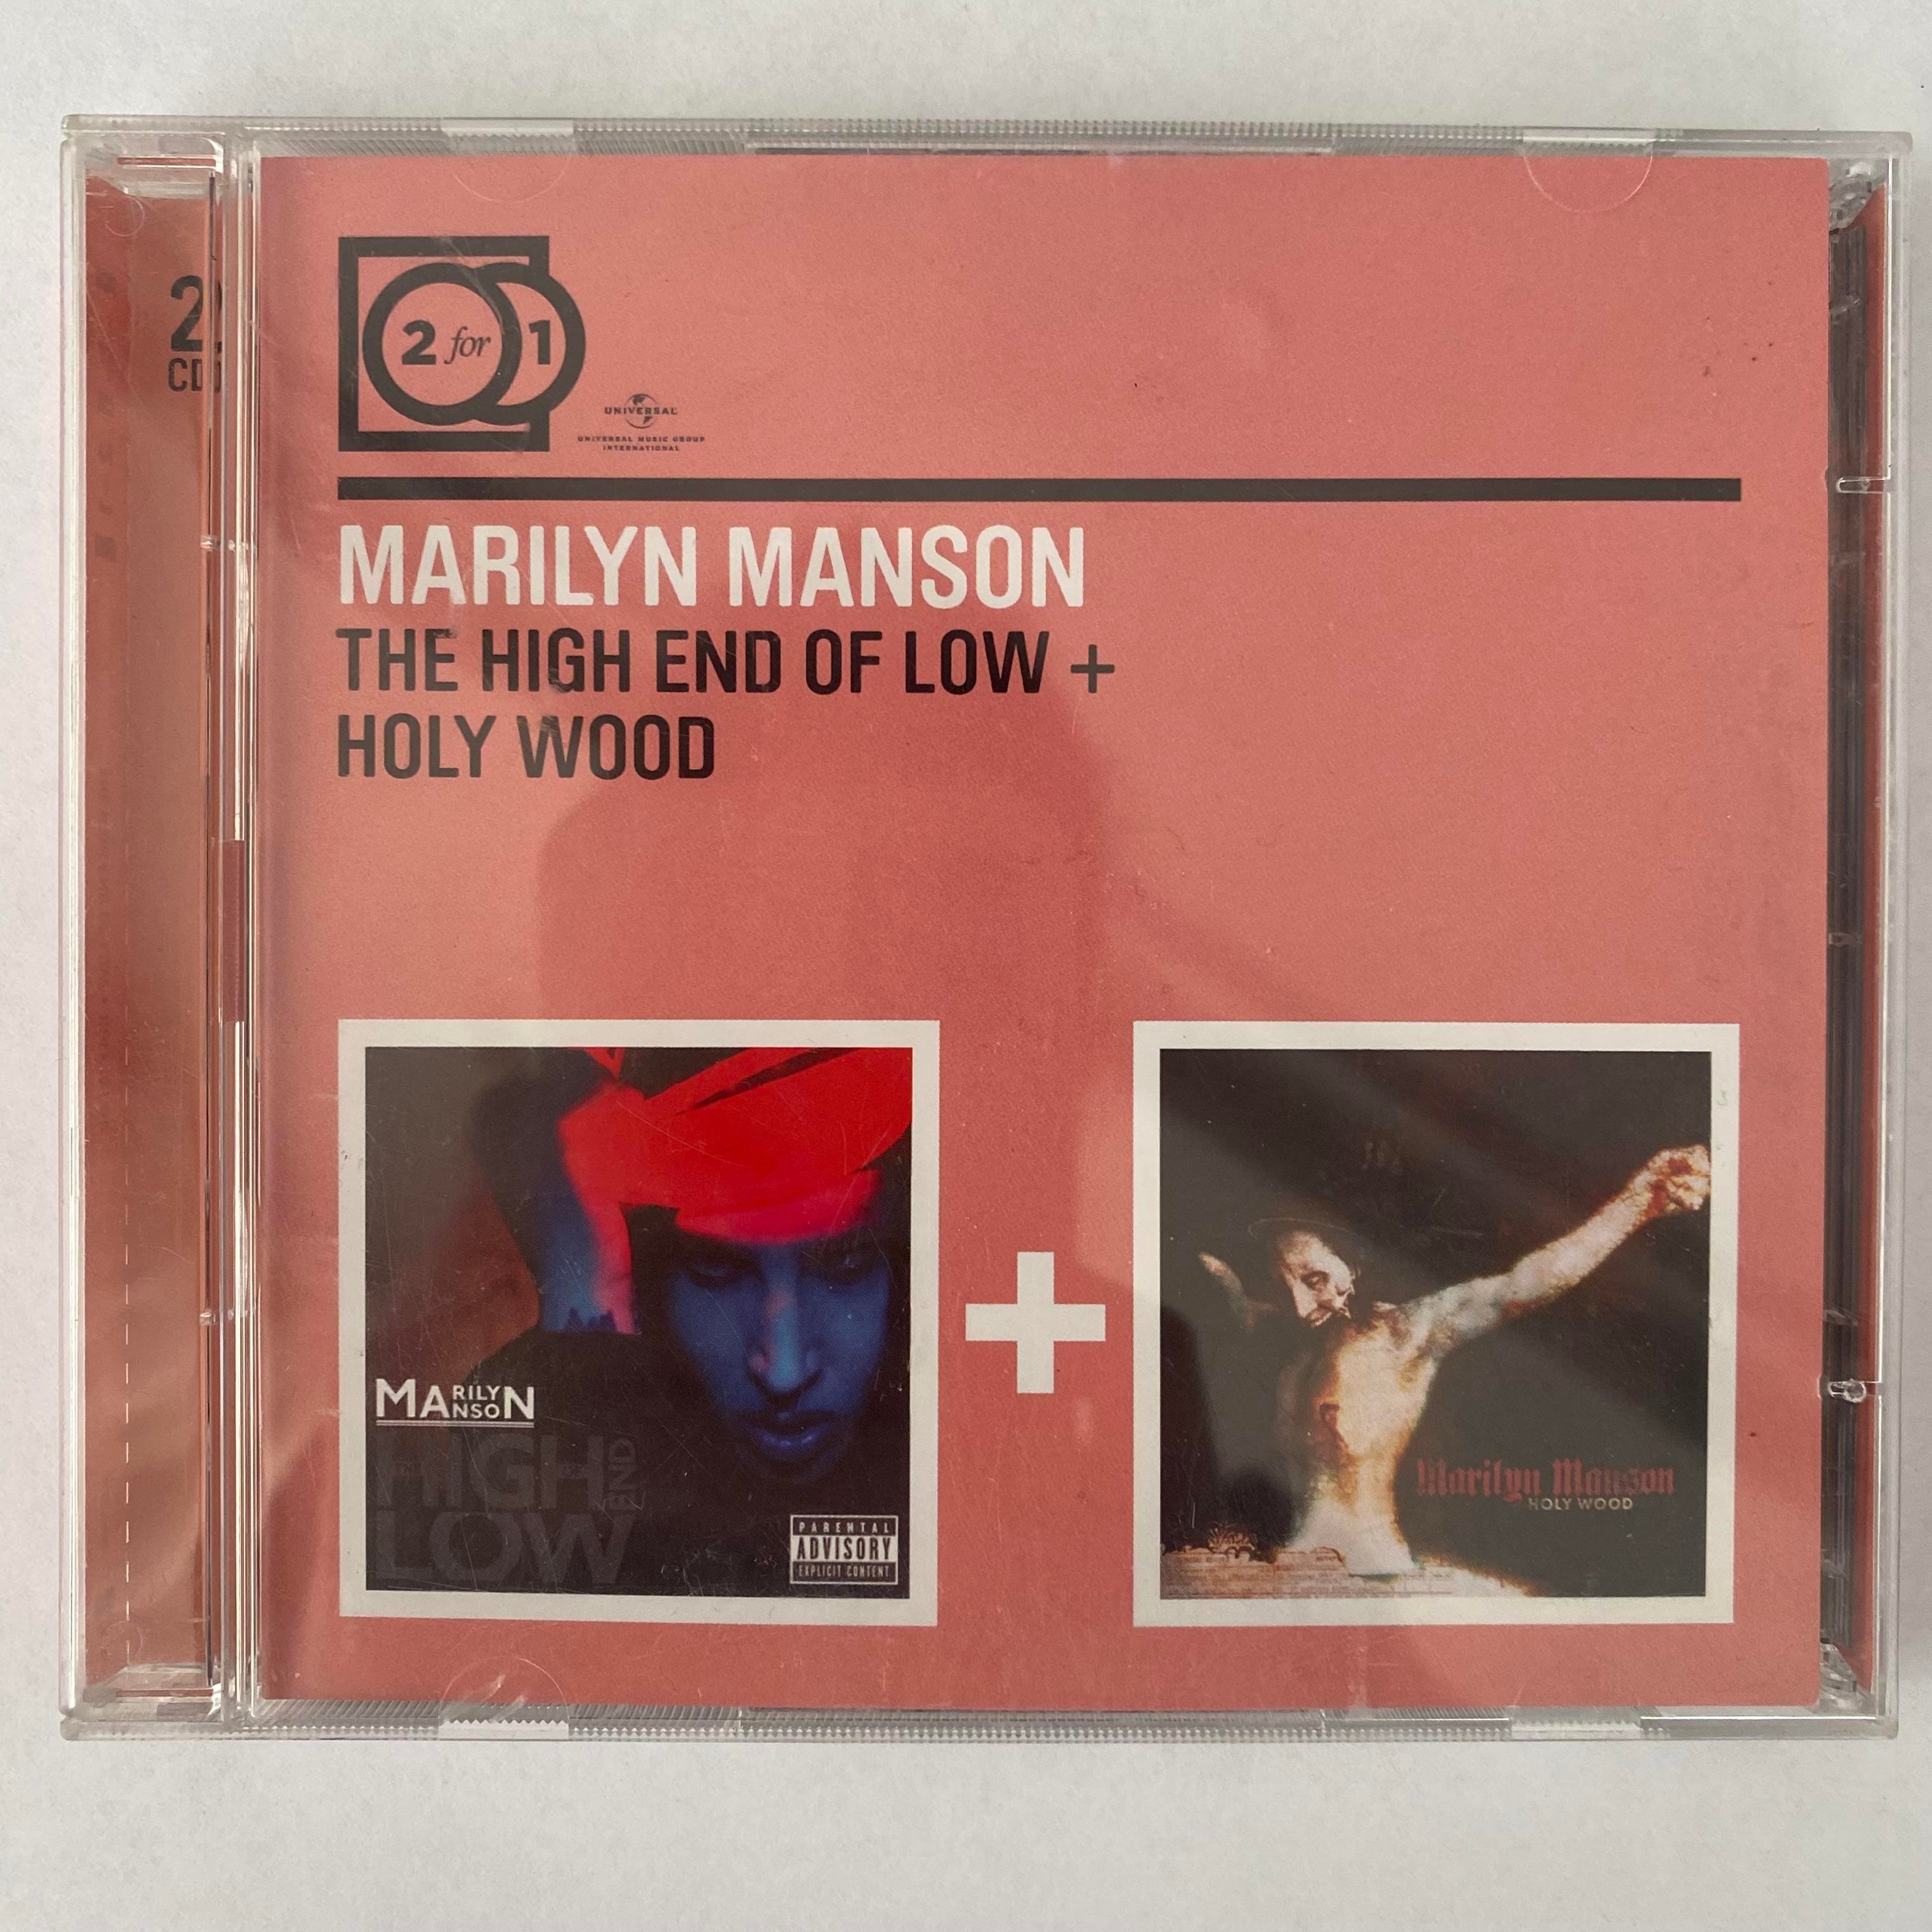 2
CD
2 for 1
UNIVERSAL
UNIVERSAL MUSIC GROUP
INTERNATIONAL
MARILYN MANSON
THE HIGH END OF LOW +
HOLY WOOD
MARILYN
MANSON
HIGH END
LOW
PARENTAL
ADVISORY
EXPLICIT CONTENT
Marilyn Manson
HOLY WOOD